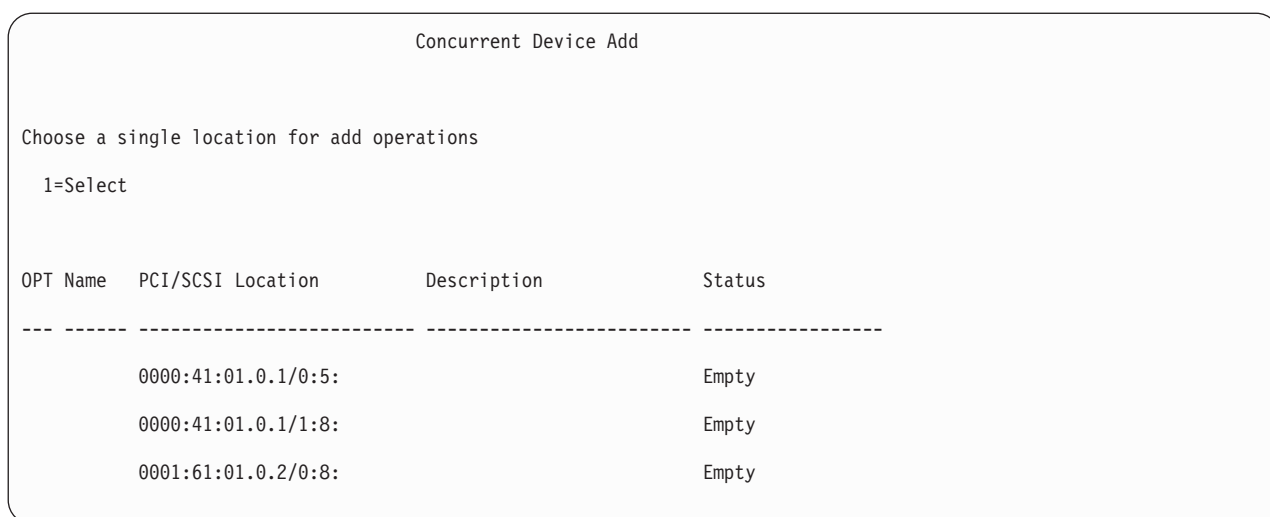 Concurrent Device Add
Choose a single location for add operations
1=Select
OPT Name PCI/SCSI Location Description Status
--- ------ -------------------------- ------------------------- -----------------
0000:41:01.0.1/0:5: Empty
0000:41:01.0.1/1:8: Empty
0001:61:01.0.2/0:8: Empty